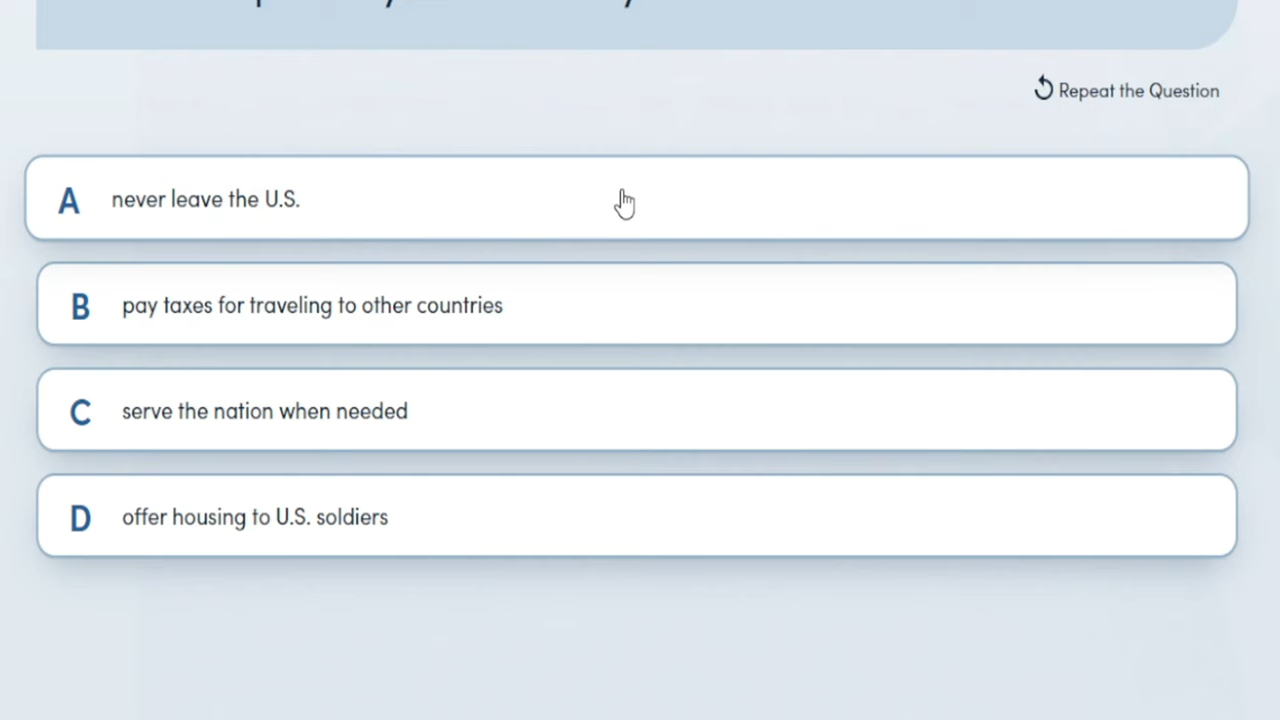 Repeat the Question
A never leave the U.S.
B pay taxes for traveling to other countries
C serve the nation when needed
D offer housing to U.S. soldiers